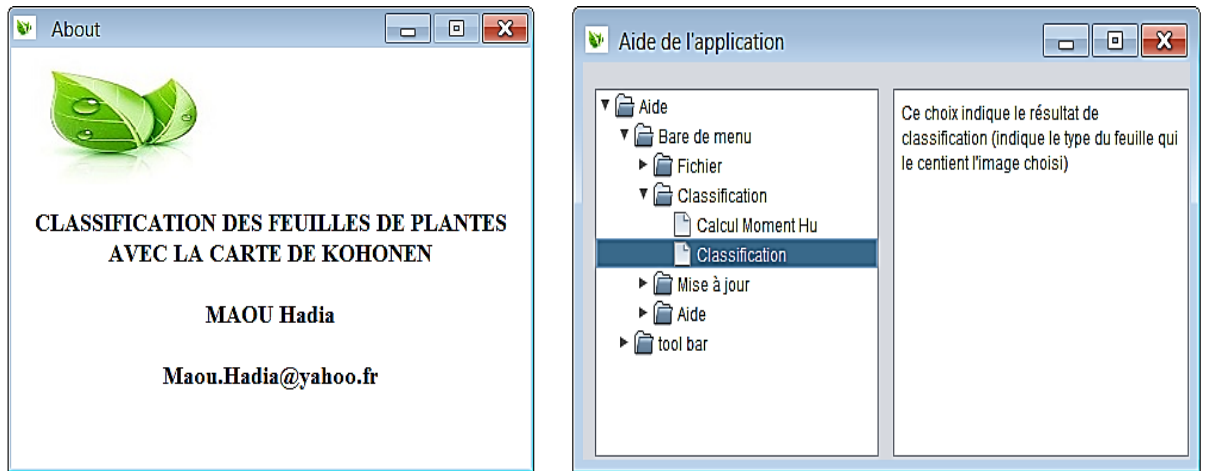 About
CLASSIFICATION DES FEUILLES DE PLANTES
AVEC LA CARTE DE KOHONEN
MAOU Hadia
Maou.Hadia@yahoo.fr
Aide de l'application
Aide
Bare de menu
Fichier
Classification
Calcul Moment Hu
Classification
Mise à jour
Aide
tool bar
Ce choix indique le résultat de
classification (indique le type du feuille qui
le centient l'image choisi)